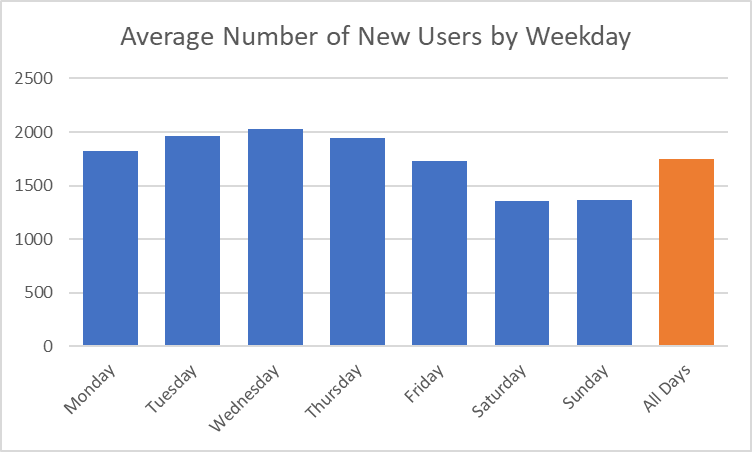 Average Number of New Users by Weekday
2500
2000
1500
1000
500
0
Monday
Tuesday
Wednesday
Thursday
Friday
Saturday
Sunday
All Days